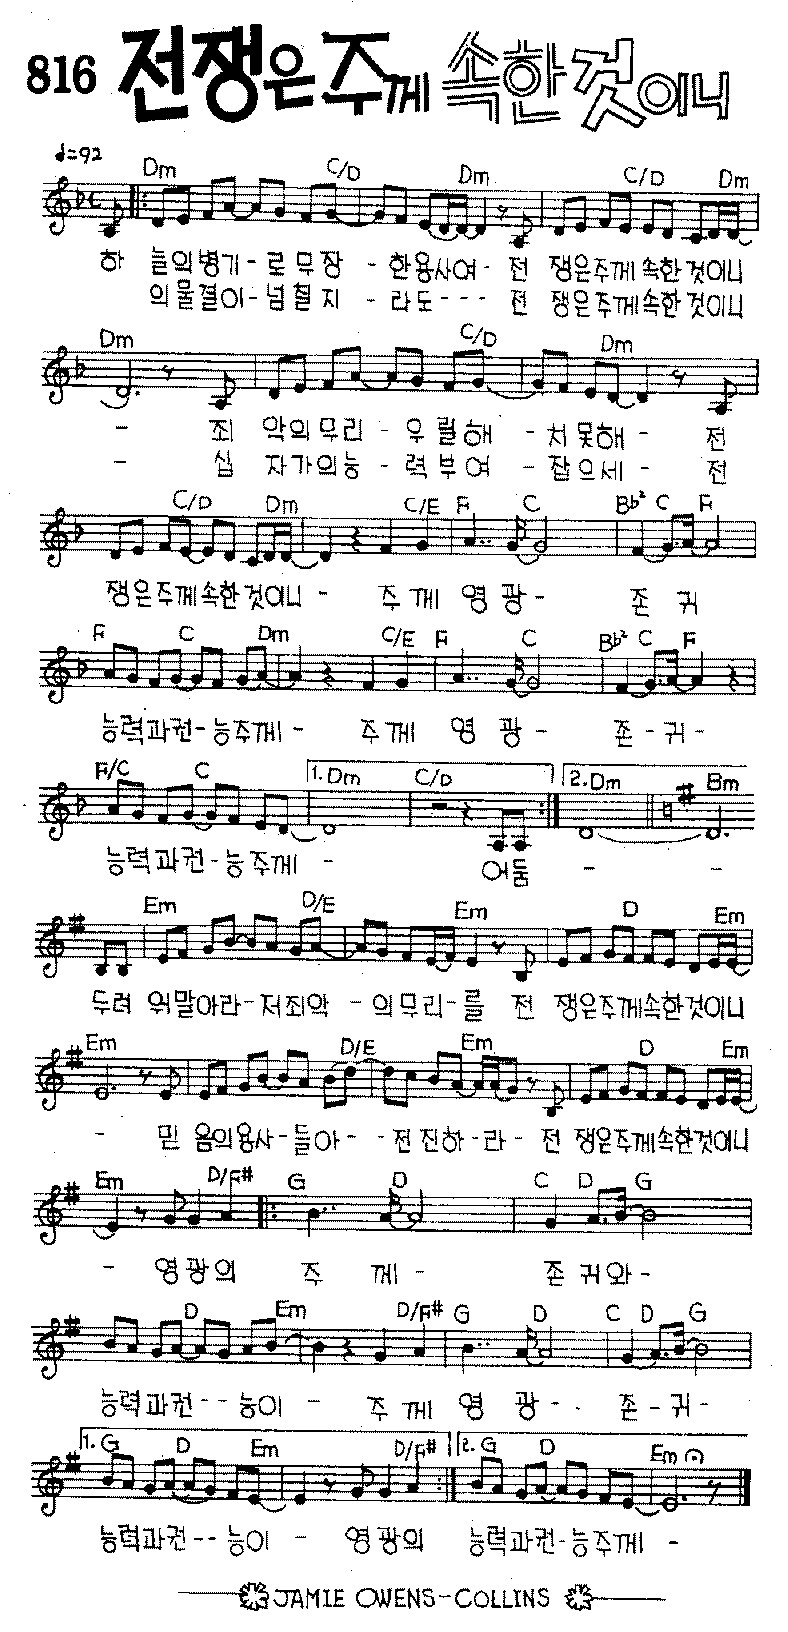 816 전쟁은 주께 속한 것이니
♩=92
Dm C/D Dm C/D Dm
하 늘의병기-로무장 -한용사여- 전 쟁은주께속한것이니
의물결이-넘칠지 -라도--- 전 쟁은주께속한것이니
Dm C/D Dm
- 죄 악의무리 - 우릴해 -치못해- 전
- 십 자가의능 - 력부여 -잡으세- 전
C/D Dm C/E F C Bb2 C F
쟁은주께속한것이니 - 주께 영광- 존귀
F C Dm C/E F C Bb2 C F
능력과권-능주께- 주께 영광- 존-귀-
F/C C 1. Dm C/D 2. Dm Bm
능력과권-능주께 - 어둠 - -
Em D/E Em D Em
두려 워말아라-저죄악 -의무리-를 전 쟁은주께속한것이니
Em D/E Em D Em
- 믿 음의용사-들아- -전진하-라- 전 쟁은주께속한것이니
Em D/F# G D C D G
- 영광의 주 께- 존귀와-
D Em D/F# G D C D G
능력과권--능이 - 주께 영광-. 존-귀-
1. G D Em D/F# 2. G D Em
능력과권--능이 - 영광의 능력과권-능주께 -
JAMIE OWENS-COLLINS